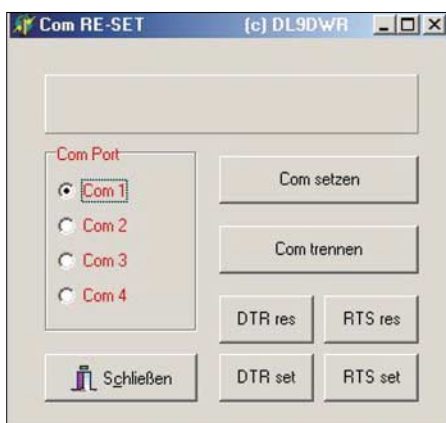 Com RE-SET (c) DL9DWR
Com Port
Com 1
Com 2
Com 3
Com 4
Com setzen
Com trennen
DTR res RTS res
Schließen DTR set RTS set